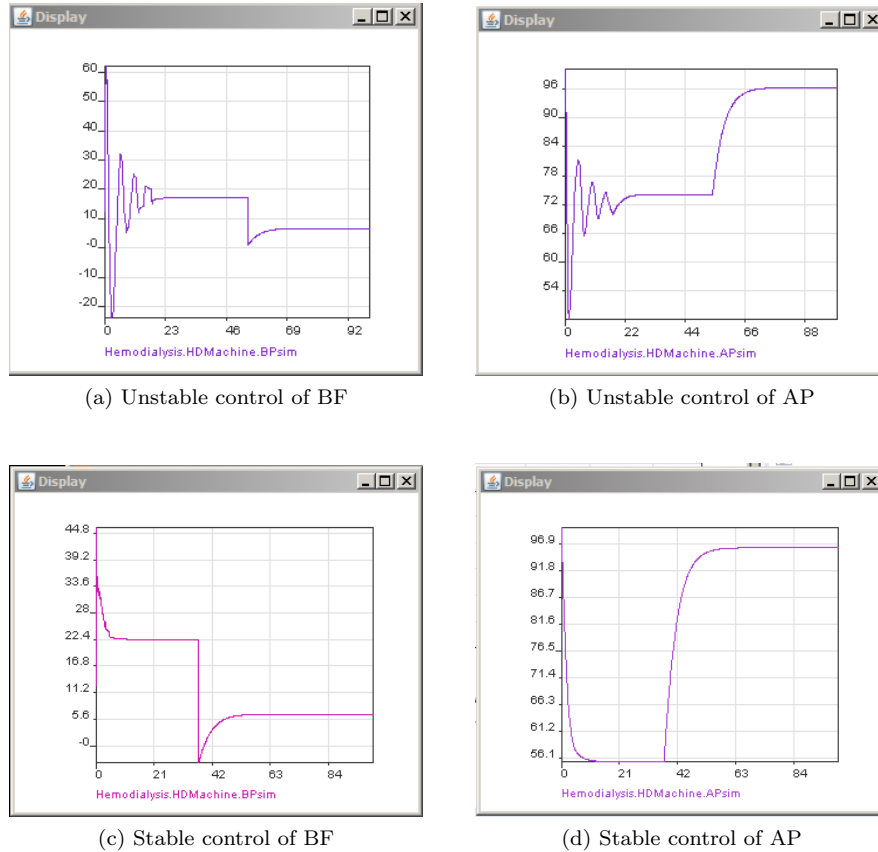 Display
60
50
40
30
20
10
-0
-10
-20
0 23 46 69 92
Hemodialysis.HDMachine.BPsim
(a) Unstable control of BF
Display
96
90
84
78
72
66
60
54
0 22 44 66 88
Hemodialysis.HDMachine.APsim
(b) Unstable control of AP
Display
44.8
39.2
33.6
28
22.4
16.8
11.2
5.6
-0
0 21 42 63 84
Hemodialysis.HDMachine.BPsim
(c) Stable control of BF
Display
96.9
91.8
86.7
81.6
76.5
71.4
66.3
61.2
56.1
0 21 42 63 84
Hemodialysis.HDMachine.APsim
(d) Stable control of AP